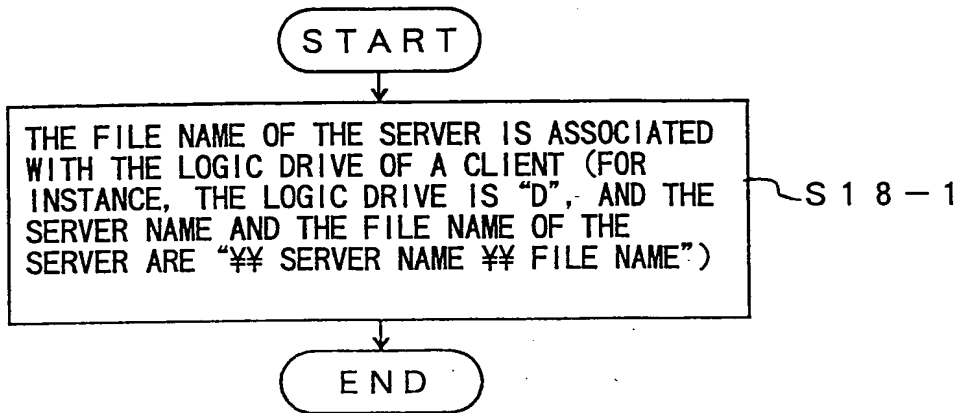 START
THE FILE NAME OF THE SERVER IS ASSOCIATED
WITH THE LOGIC DRIVE OF A CLIENT (FOR
INSTANCE, THE LOGIC DRIVE IS “D”, AND THE
SERVER NAME AND THE FILE NAME OF THE
SERVER ARE “¥¥ SERVER NAME ¥¥ FILE NAME”)
S18-1
END